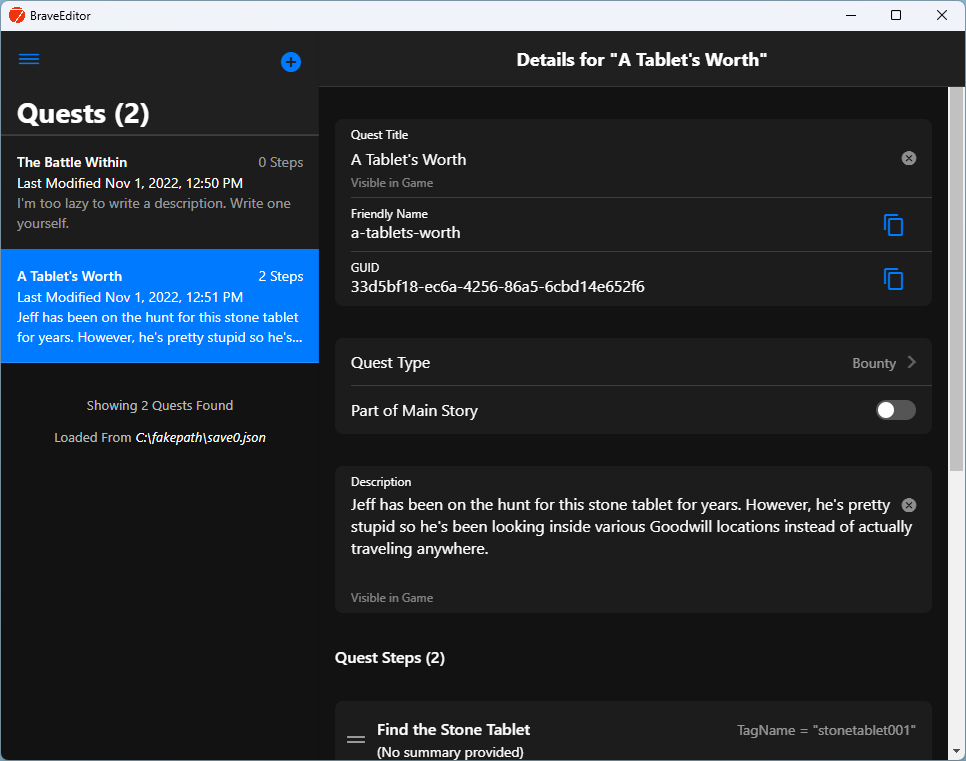 BraveEditor
Quests (2)
The Battle Within 0 Steps
Last Modified Nov 1, 2022, 12:50 PM
I'm too lazy to write a description. Write one
yourself.
A Tablet's Worth 2 Steps
Last Modified Nov 1, 2022, 12:51 PM
Jeff has been on the hunt for this stone tablet
for years. However, he's pretty stupid so he's...
Showing 2 Quests Found
Loaded From C:\fakepath\save0.json
Details for "A Tablet's Worth"
Quest Title
A Tablet's Worth
Visible in Game
Friendly Name
a-tablets-worth
GUID
33d5bf18-ec6a-4256-86a5-6cbd14e652f6
Quest Type Bounty
Part of Main Story
Description
Jeff has been on the hunt for this stone tablet for years. However, he's pretty
stupid so he's been looking inside various Goodwill locations instead of actually
traveling anywhere.
Visible in Game
Quest Steps (2)
Find the Stone Tablet TagName = "stonetablet001"
(No summary provided)